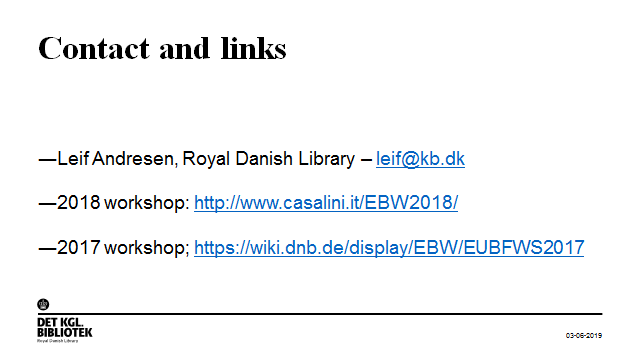 Contact and links
—Leif Andresen, Royal Danish Library – leif@kb.dk
—2018 workshop: http://www.casalini.it/EBW2018/
—2017 workshop; https://wiki.dnb.de/display/EBW/EUBFWS2017
DET KGL.
BIBLIOTEK
Royal Danish Library
03-06-2019